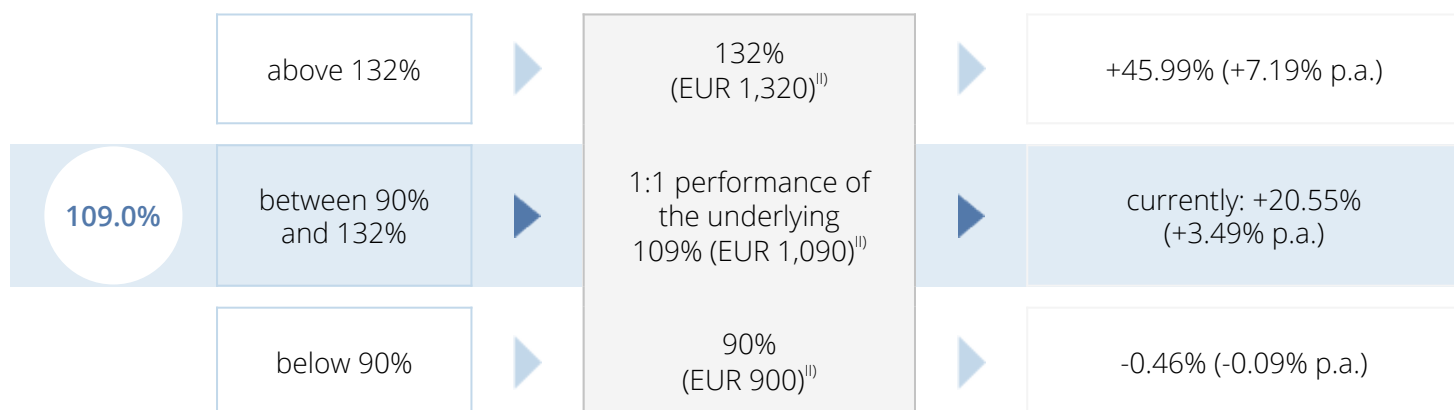 above 132%
132%
(EUR 1,320)II)
+45.99% (+7.19% p.a.)
109.0%
between 90%
and 132%
1:1 performance of
the underlying
109% (EUR 1,090)II)
currently: +20.55%
(+3.49% p.a.)
below 90%
90%
(EUR 900)II)
-0.46% (-0.09% p.a.)